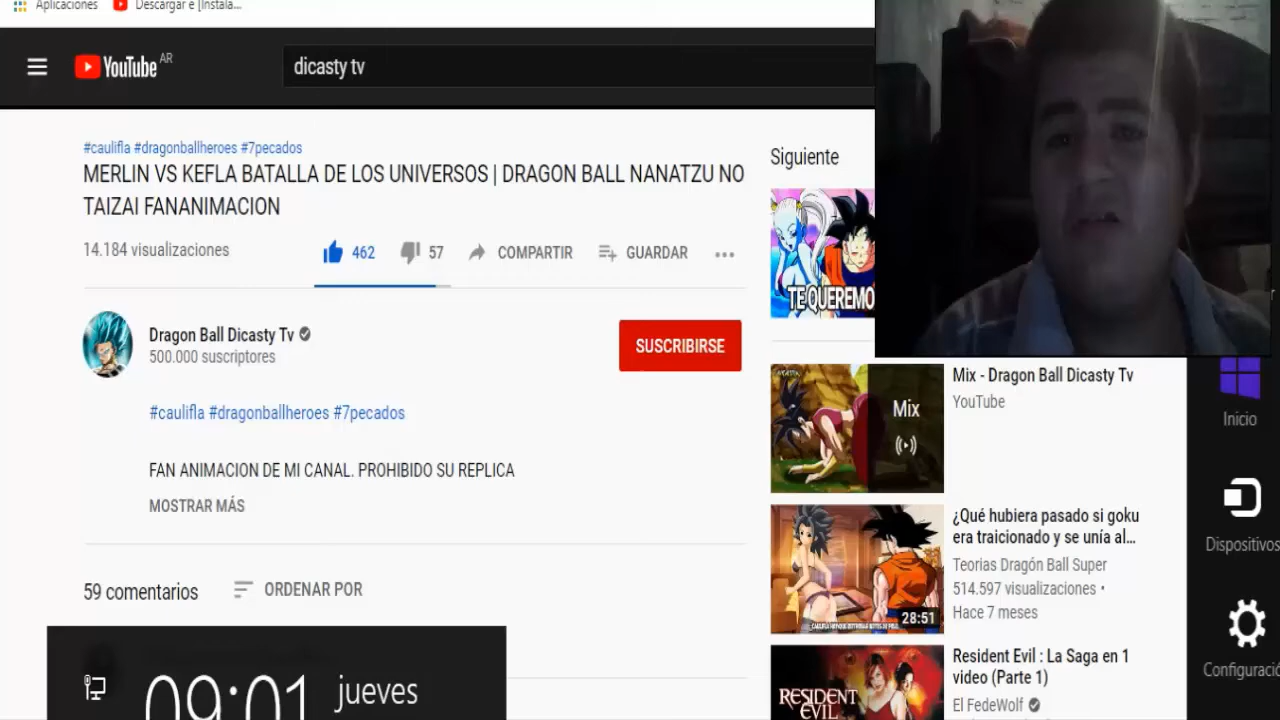 Aplicaciones
Descargar e [Instala...
YouTube AR
dicasty tv
#caulifla #dragonballheroes #7pecados
MERLIN VS KEFLA BATALLA DE LOS UNIVERSOS | DRAGON BALL NANATZU NO
TAIZAI FANANIMACION
14.184 visualizaciones
462
57
COMPARTIR
GUARDAR
Dragon Ball Dicasty Tv
500.000 suscriptores
SUSCRIBIRSE
#caulifla #dragonballheroes #7pecados
FAN ANIMACION DE MI CANAL. PROHIBIDO SU REPLICA
MOSTRAR MÁS
59 comentarios
ORDENAR POR
09:01
jueves
Siguiente
TE QUEREMO
Mix
Mix - Dragon Ball Dicasty Tv
YouTube
28:51
¿Qué hubiera pasado si goku
era traicionado y se unía al...
Teorias Dragón Ball Super
514.597 visualizaciones •
Hace 7 meses
RESIDENT
EVIL
Resident Evil : La Saga en 1
video (Parte 1)
El FedeWolf
Inicio
Dispositivos
Configuració